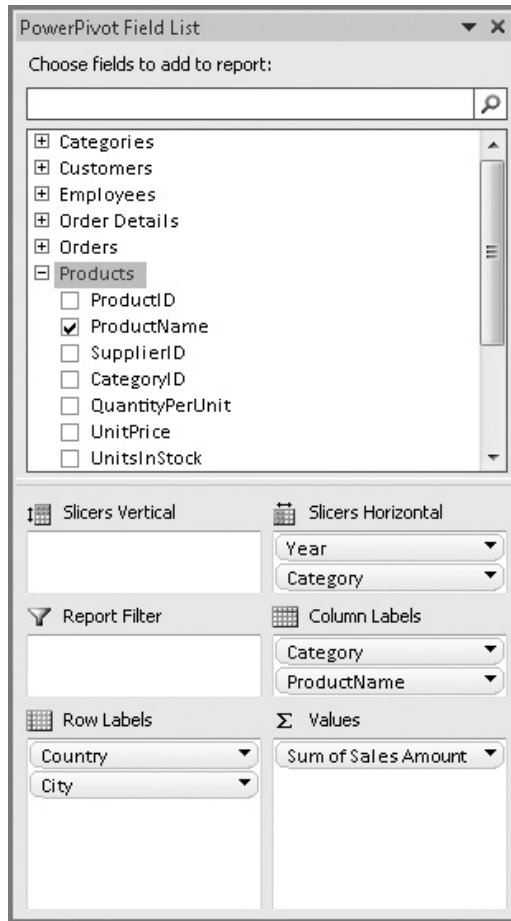 PowerPivot Field List
Choose fields to add to report:
Categories
Customers
Employees
Order Details
Orders
Products
ProductID
ProductName
SupplierID
CategoryID
QuantityPerUnit
UnitPrice
UnitsInStock
Slicers Vertical
Slicers Horizontal
Year
Category
Report Filter
Column Labels
Category
ProductName
Row Labels
Σ Values
Country
City
Sum of Sales Amount